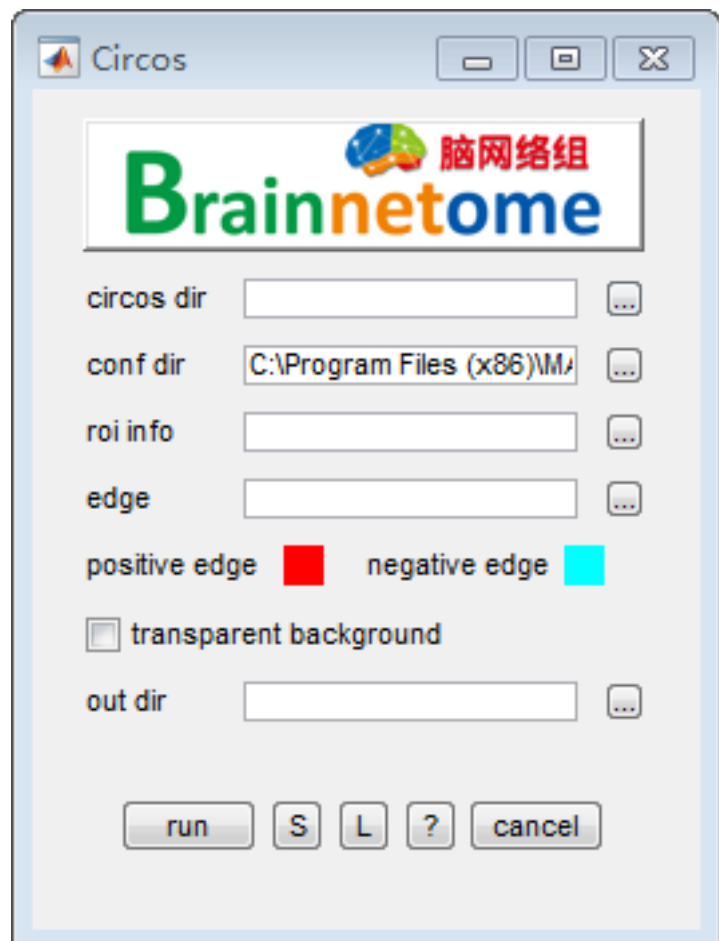 Circos
脑网络组
Brainnetome
circos dir ...
conf dir C:\Program Files (x86)\MA ...
roi info ...
edge ...
positive edge negative edge
transparent background
out dir ...
run S L ? cancel